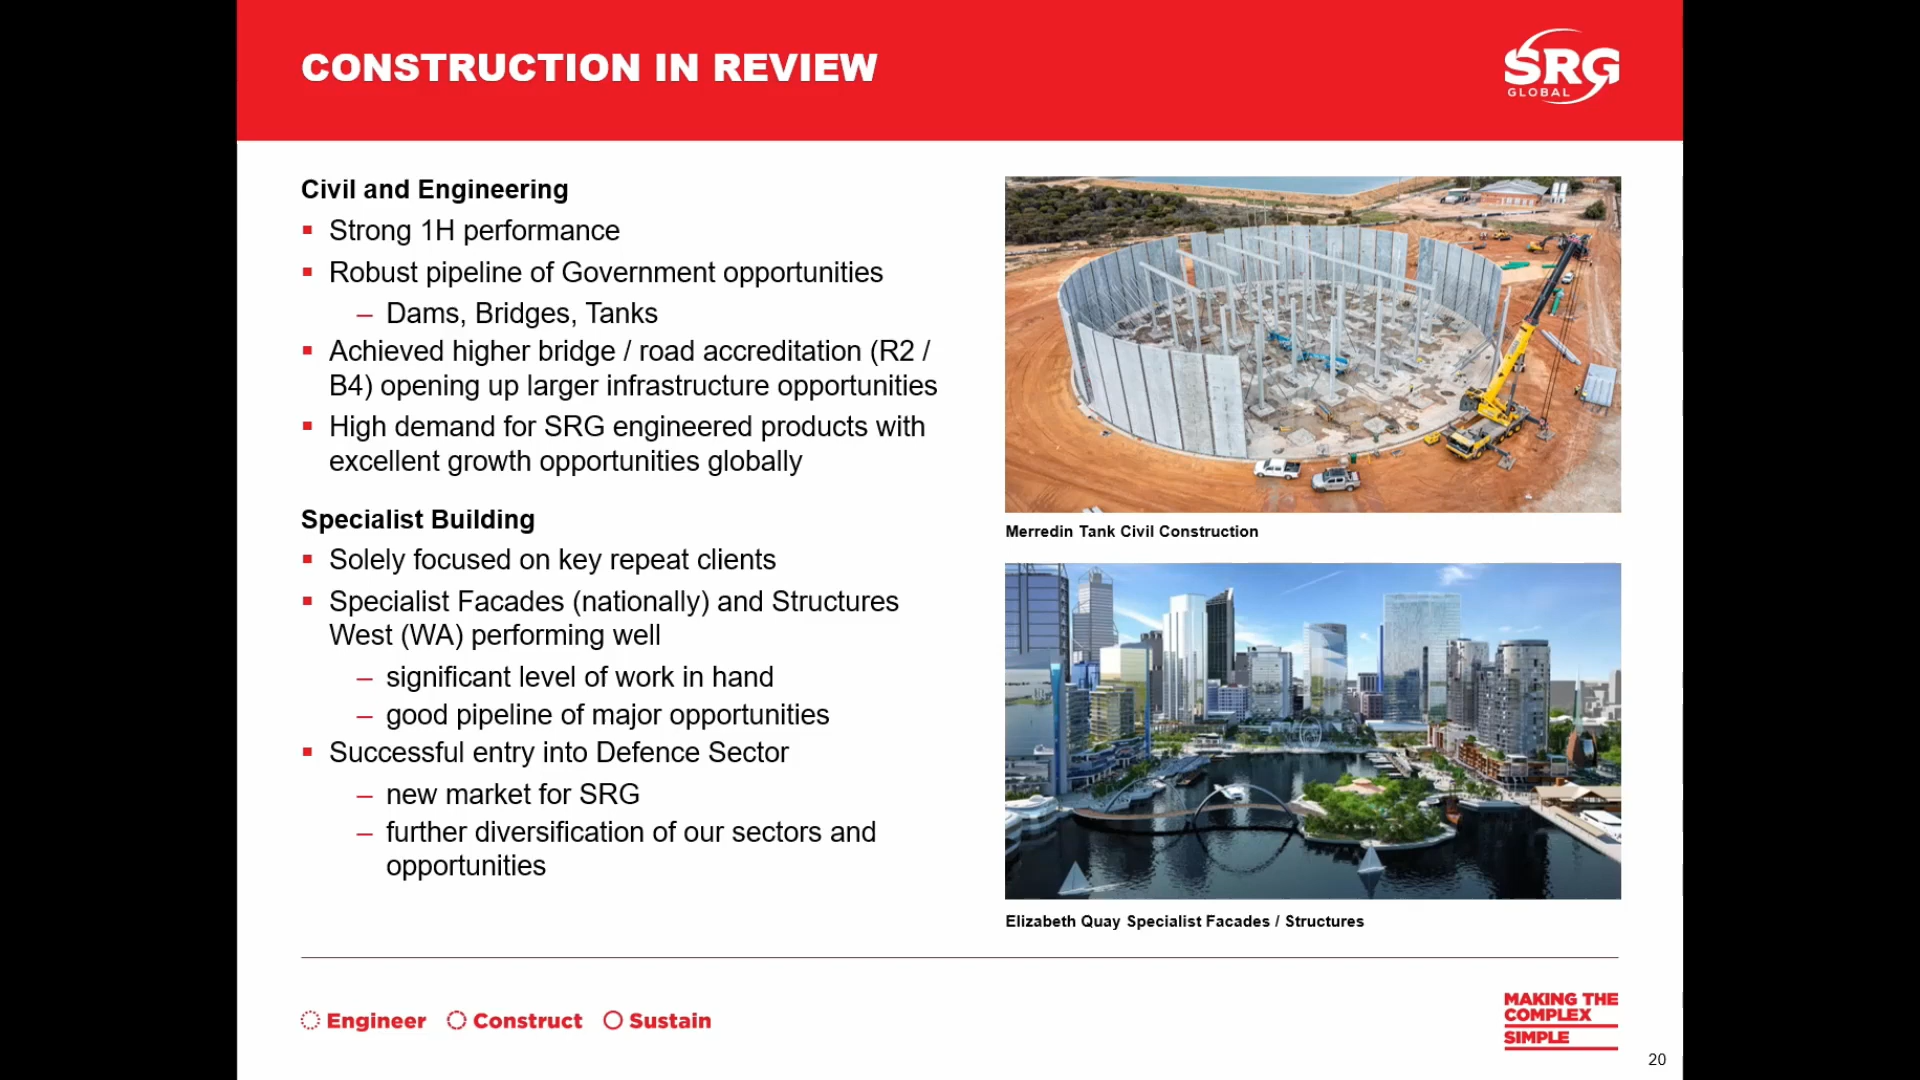 CONSTRUCTION IN REVIEW
SRG
GLOBAL
Civil and Engineering
▪ Strong 1H performance
▪ Robust pipeline of Government opportunities
– Dams, Bridges, Tanks
▪ Achieved higher bridge / road accreditation (R2 /
B4) opening up larger infrastructure opportunities
▪ High demand for SRG engineered products with
excellent growth opportunities globally
Specialist Building
▪ Solely focused on key repeat clients
▪ Specialist Facades (nationally) and Structures
West (WA) performing well
– significant level of work in hand
– good pipeline of major opportunities
▪ Successful entry into Defence Sector
– new market for SRG
– further diversification of our sectors and
opportunities
Merredin Tank Civil Construction
Elizabeth Quay Specialist Facades / Structures
Engineer Construct Sustain
MAKING THE
COMPLEX
SIMPLE
20